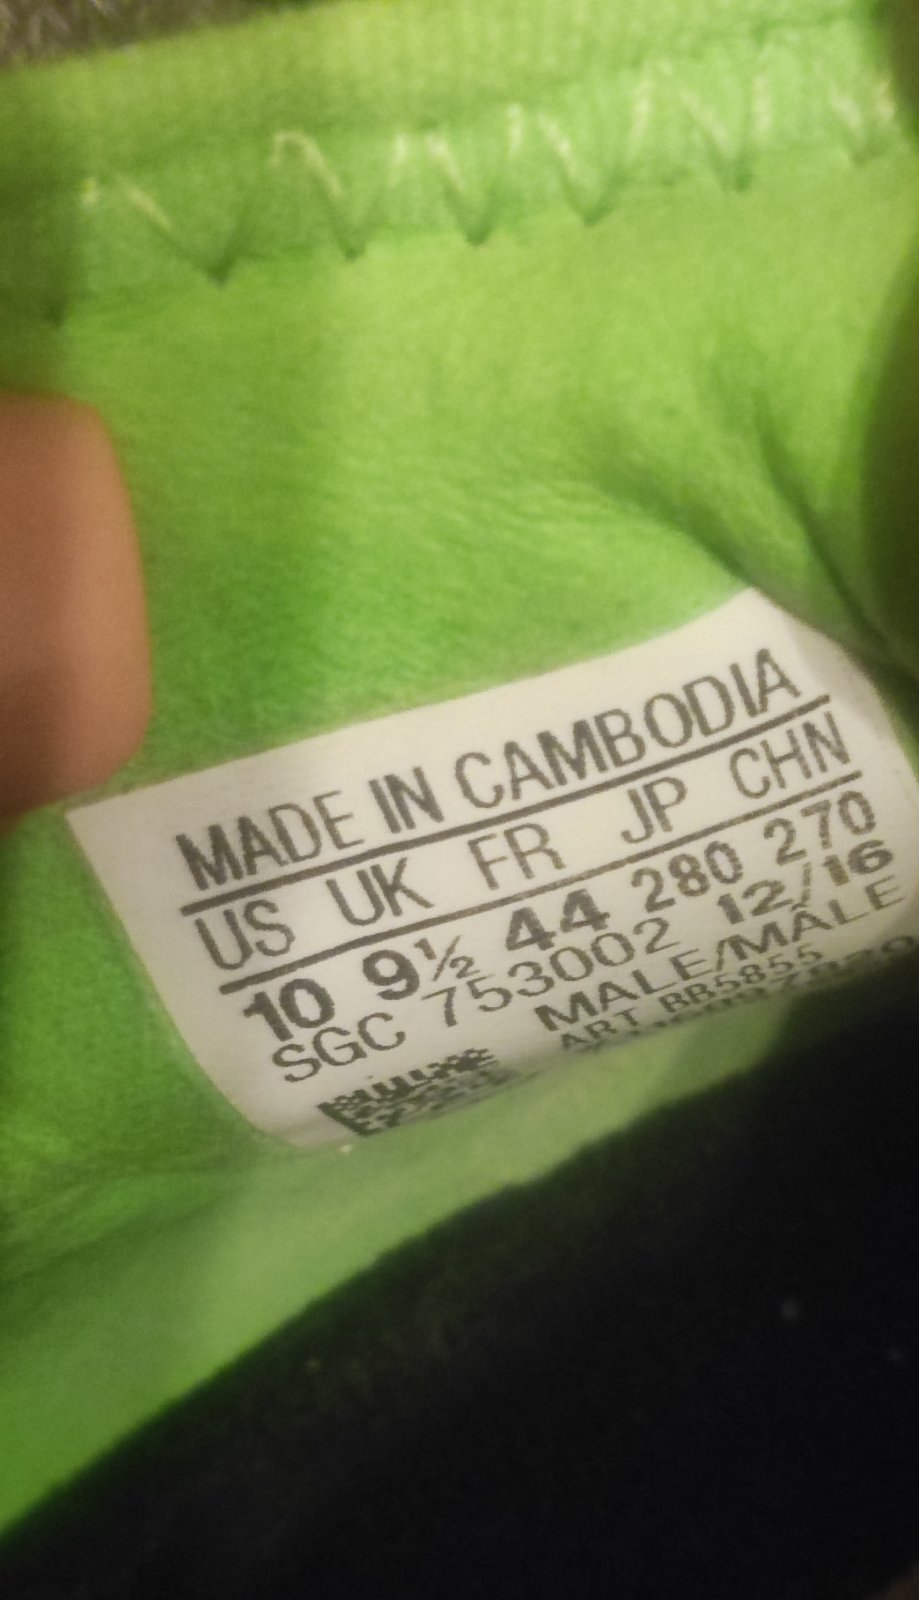 MADE IN CAMBODIA
US UK FR JP CHN
10 9½ 44 280 270
SGC 753002 12/16
MALE/MÂLE
ART BB5855